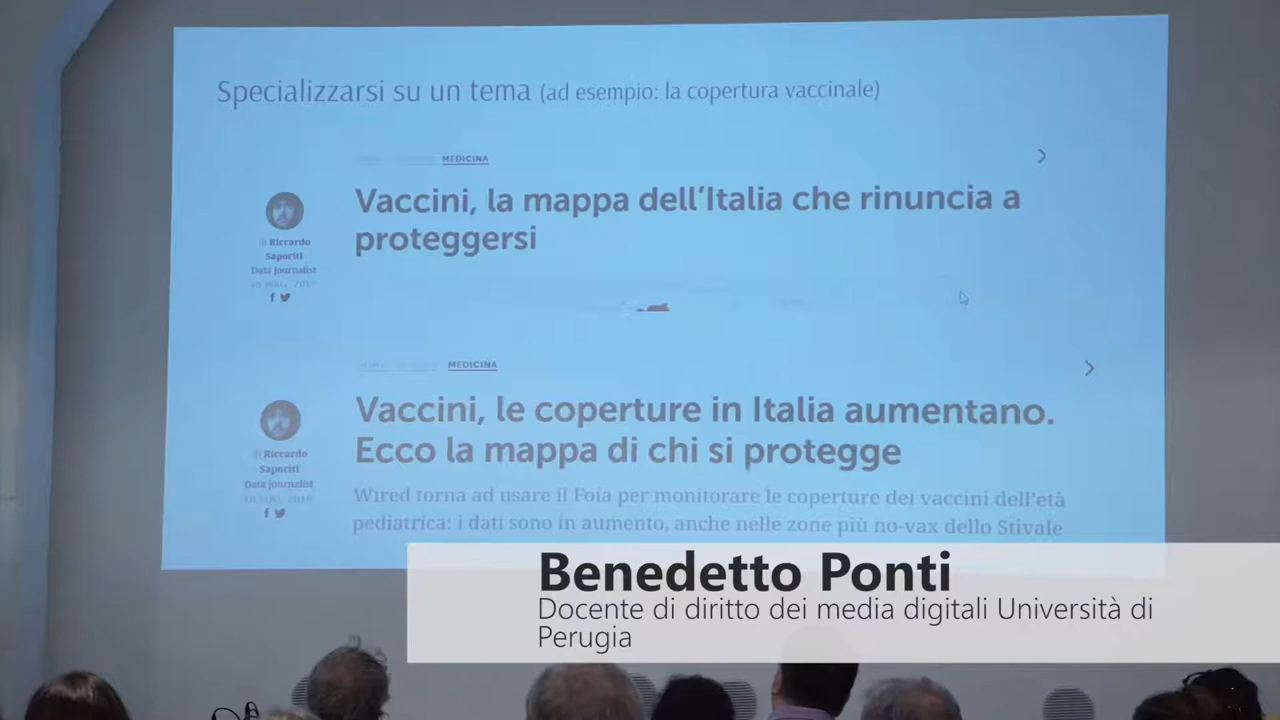 Specializzarsi su un tema (ad esempio: la copertura vaccinale)
MEDICINA
Vaccini, la mappa dell'Italia che rinuncia a
proteggersi
di Riccardo
Saporiti
Data journalist
MEDICINA
Vaccini, le coperture in Italia aumentano.
Ecco la mappa di chi si protegge
di Riccardo
Saporiti
Data journalist
Wired torna ad usare il Foia per monitorare le coperture dei vaccini dell'età
pediatrica: i dati sono in aumento, anche nelle zone più no-vax dello Stivale
Benedetto Ponti
Docente di diritto dei media digitali Università di
Perugia